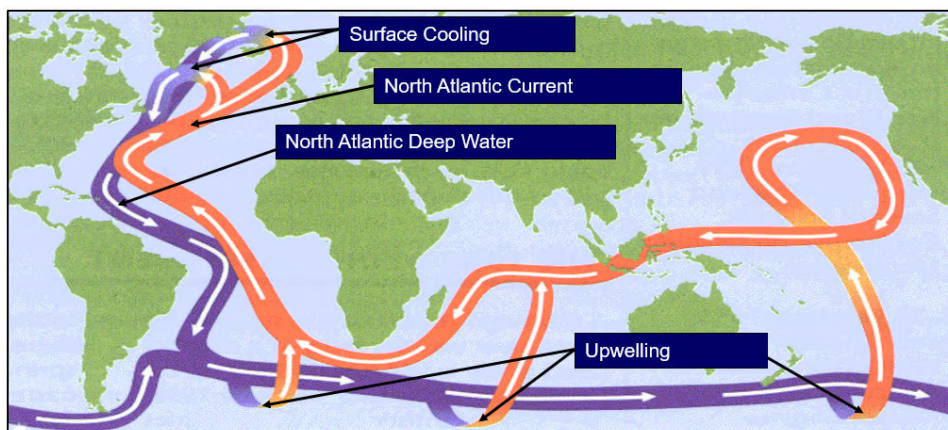 Surface Cooling
North Atlantic Current
North Atlantic Deep Water
Upwelling